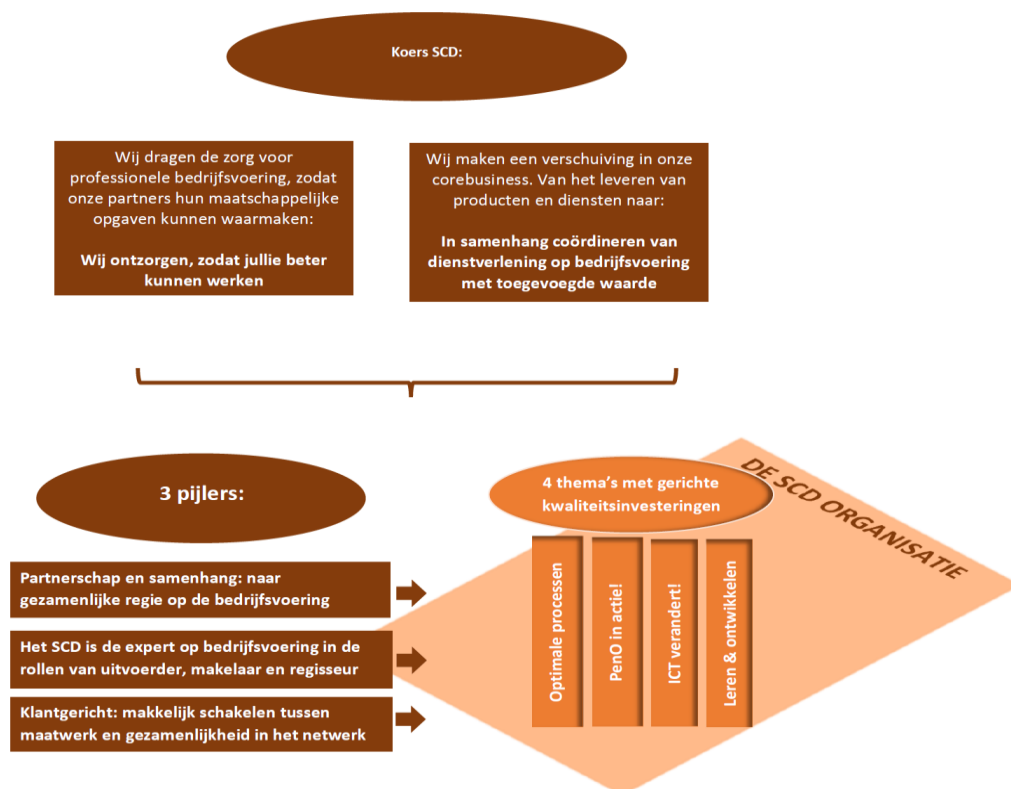 Koers SCD:
Wij dragen de zorg voor
professionele bedrijfsvoering, zodat
onze partners hun maatschappelijke
opgaven kunnen waarmaken:
Wij ontzorgen, zodat jullie beter
kunnen werken
Wij maken een verschuiving in onze
corebusiness. Van het leveren van
producten en diensten naar:
In samenhang coördineren van
dienstverlening op bedrijfsvoering
met toegevoegde waarde
3 pijlers:
Partnerschap en samenhang: naar
gezamenlijke regie op de bedrijfsvoering
Het SCD is de expert op bedrijfsvoering in de
rollen van uitvoerder, makelaar en regisseur
Klantgericht: makkelijk schakelen tussen
maatwerk en gezamenlijkheid in het netwerk
4 thema’s met gerichte
kwaliteitsinvesteringen
Optimale processen
PenO in actie!
ICT verandert!
Leren & ontwikkelen
DE SCD ORGANISATIE